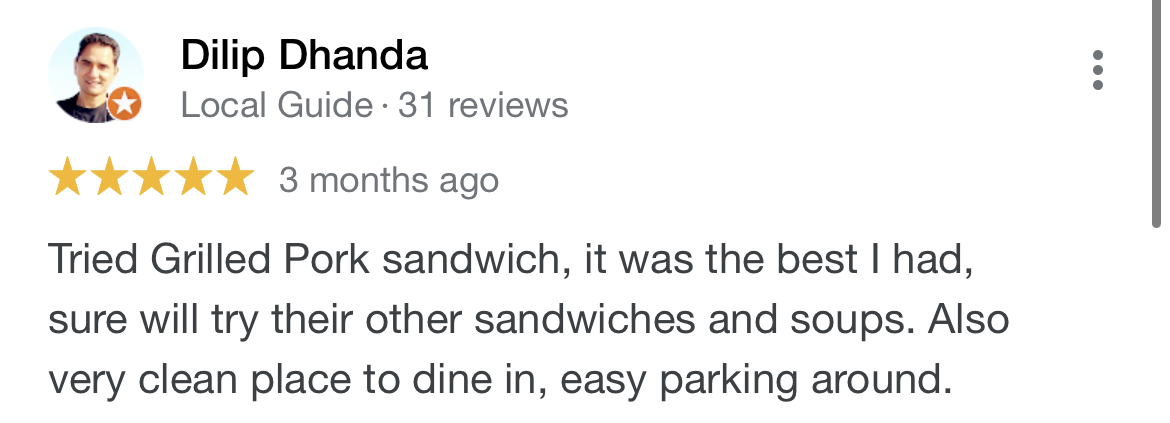 Dilip Dhanda
Local Guide · 31 reviews
3 months ago
Tried Grilled Pork sandwich, it was the best I had,
sure will try their other sandwiches and soups. Also
very clean place to dine in, easy parking around.